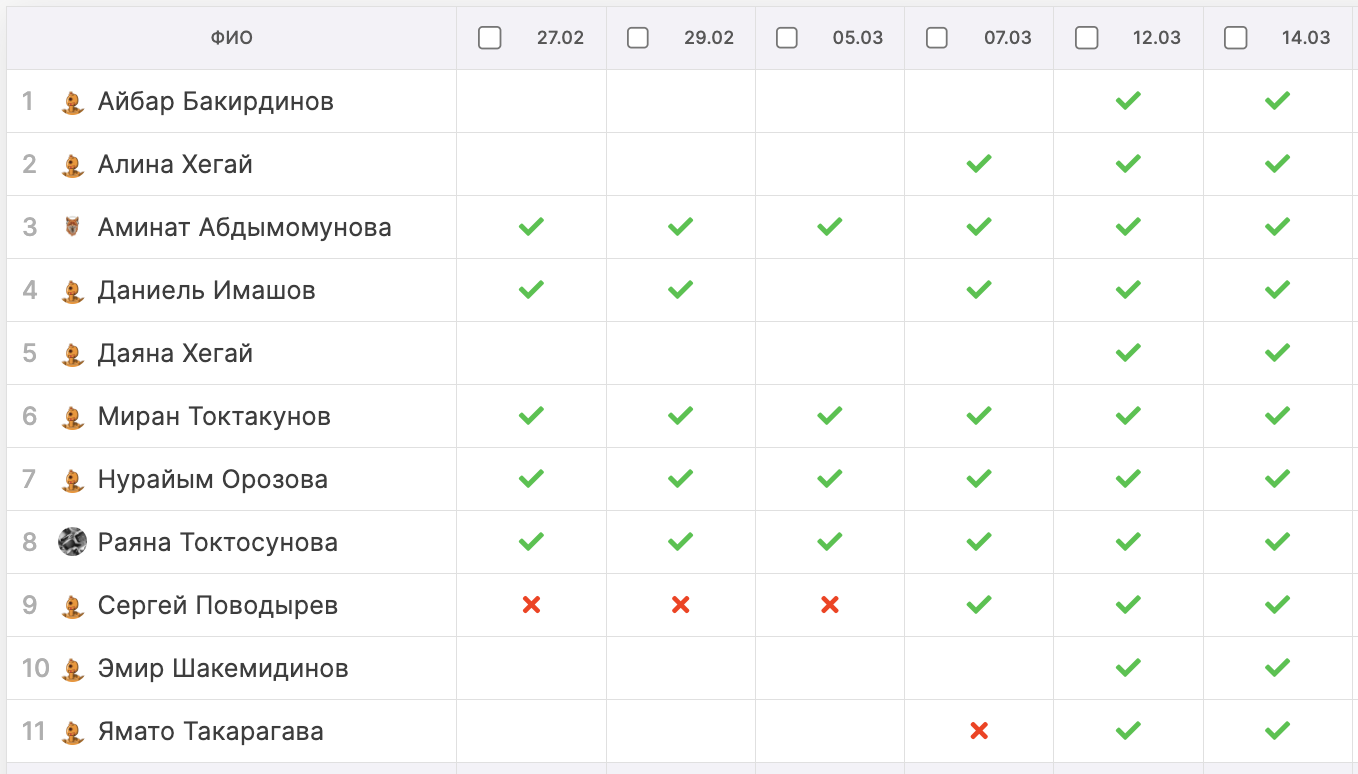 ФИО 27.02 29.02 05.03 07.03 12.03 14.03
1 Айбар Бакирдинов
2 Алина Хегай
3 Аминат Абдымомунова
4 Даниель Имашов
5 Даяна Хегай
6 Миран Токтакунов
7 Нурайым Орозова
8 Раяна Токтосунова
9 Сергей Поводырев
10 Эмир Шакемидинов
11 Ямато Такарагава